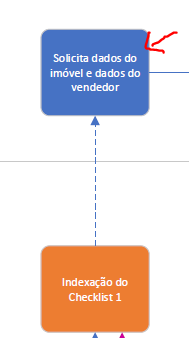 Solicita dados do
imóvel e dados do
vendedor
Indexação do
Checklist 1